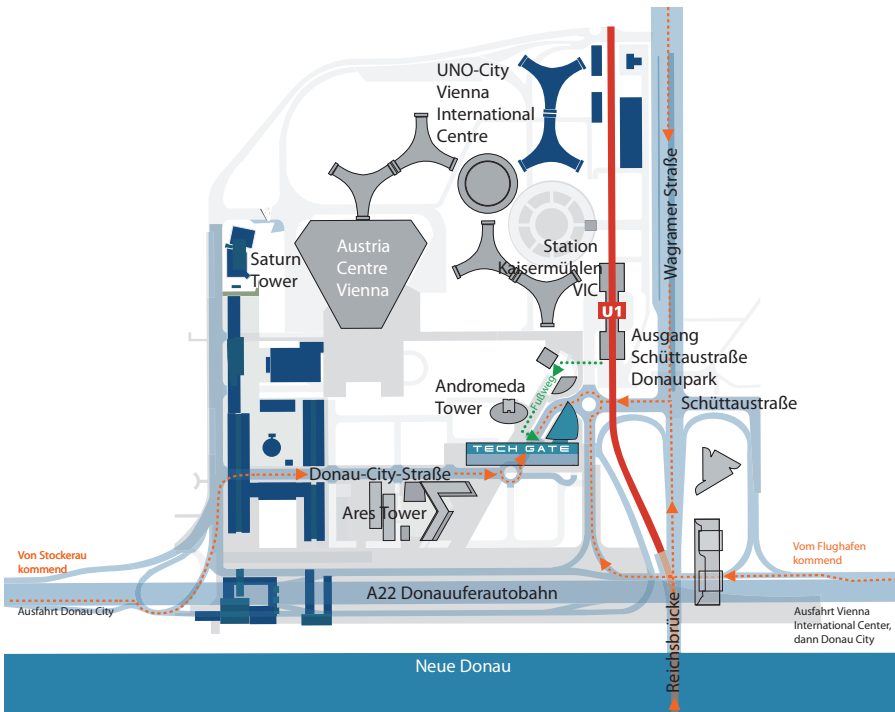 UNO-City
Vienna
International
Centre
Wagramer Straße
Saturn
Tower
Austria
Centre
Vienna
Station
Kaisermühlen
VIC
U1
Ausgang
Schüttaustraße
Donaupark
Andromeda
Tower
Fußweg
Schüttaustraße
TECH GATE
Donau-City-Straße
Ares Tower
Von Stockerau
kommend
Vom Flughafen
kommend
A22 Donauuferautobahn
Ausfahrt Donau City
Ausfahrt Vienna
International Center,
dann Donau City
Reichsbrücke
Neue Donau